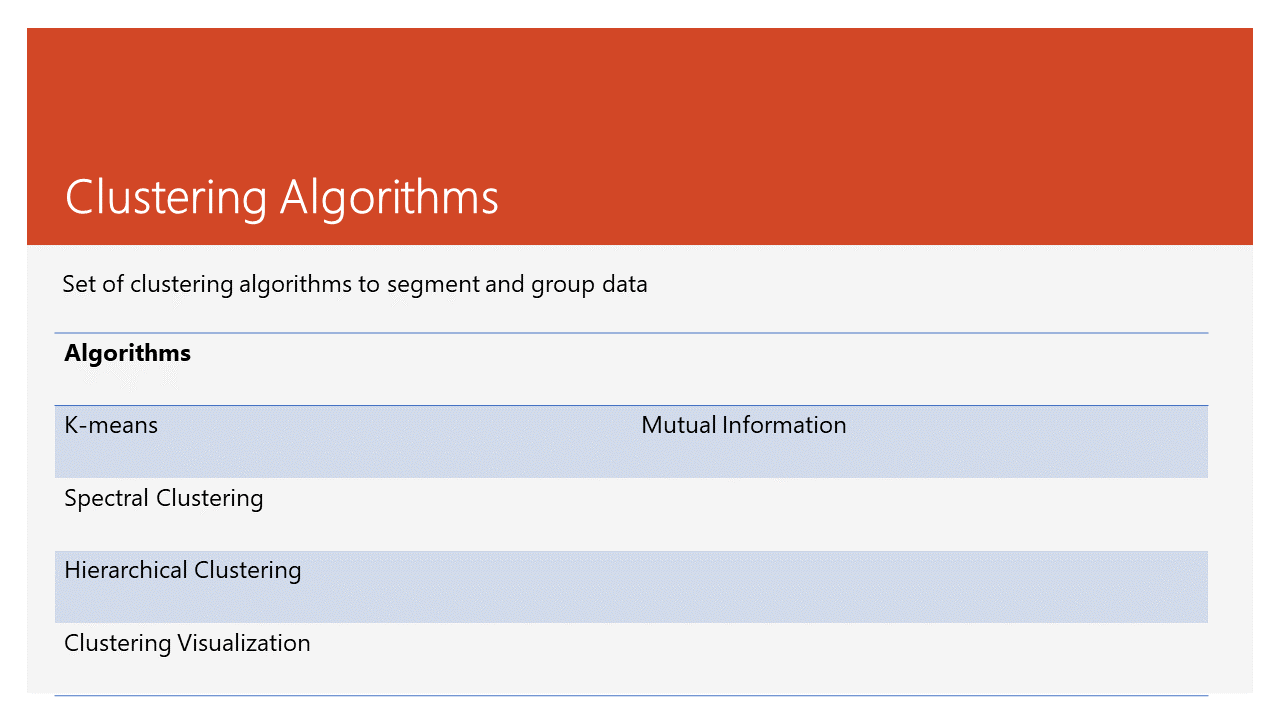 Clustering Algorithms
Set of clustering algorithms to segment and group data
Algorithms
K-means Mutual Information
Spectral Clustering
Hierarchical Clustering
Clustering Visualization